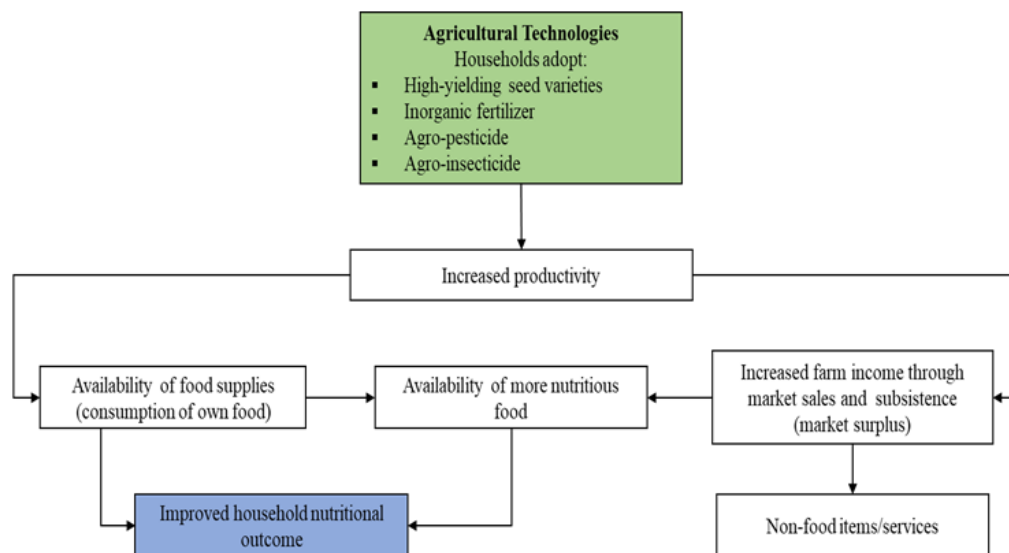 Agricultural Technologies
Households adopt:
▪ High-yielding seed varieties
▪ Inorganic fertilizer
▪ Agro-pesticide
▪ Agro-insecticide
Increased productivity
Availability of food supplies
(consumption of own food)
Availability of more nutritious
food
Increased farm income through
market sales and subsistence
(market surplus)
Improved household nutritional
outcome
Non-food items/services